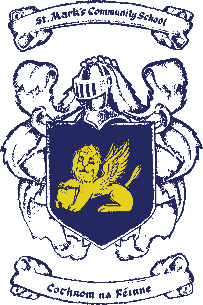 St. Mark's Community School
Cothrom na Féinne